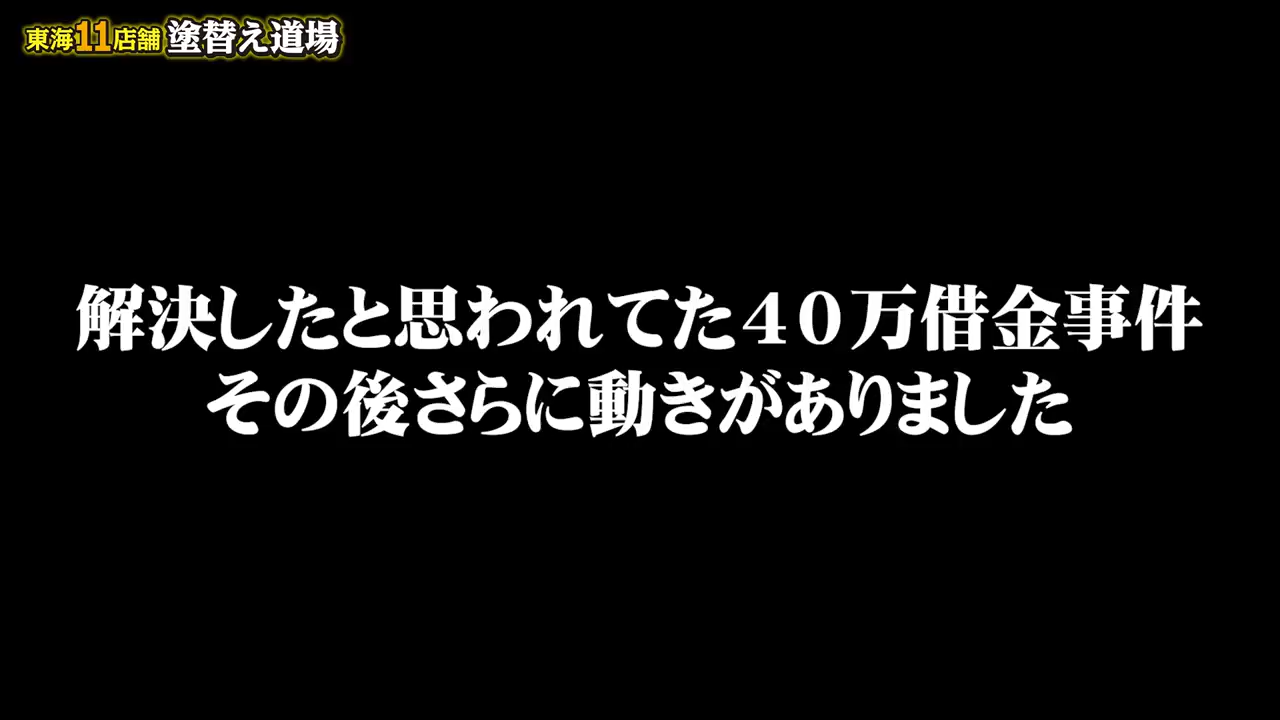 東海11店舗 塗替え道場
解決したと思われてた４０万借金事件
その後さらに動きがありました